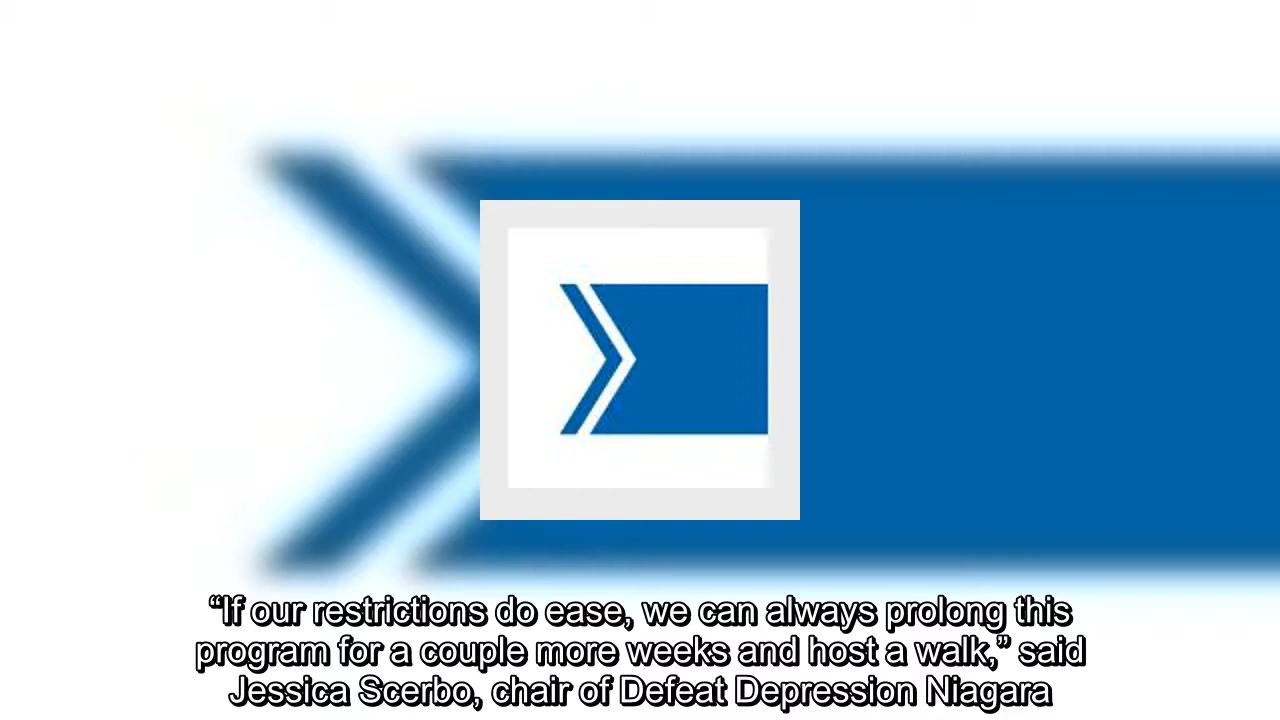 “If our restrictions do ease, we can always prolong this
program for a couple more weeks and host a walk,” said
Jessica Scerbo, chair of Defeat Depression Niagara